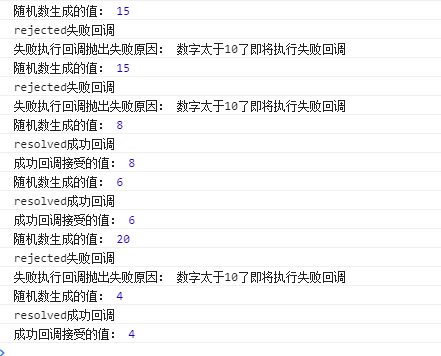 随机数生成的值： 15
rejected失败回调
失败执行回调抛出失败原因： 数字太于10了即将执行失败回调
随机数生成的值： 15
rejected失败回调
失败执行回调抛出失败原因： 数字太于10了即将执行失败回调
随机数生成的值： 8
resolved成功回调
成功回调接受的值： 8
随机数生成的值： 6
resolved成功回调
成功回调接受的值： 6
随机数生成的值： 20
rejected失败回调
失败执行回调抛出失败原因： 数字太于10了即将执行失败回调
随机数生成的值： 4
resolved成功回调
成功回调接受的值： 4